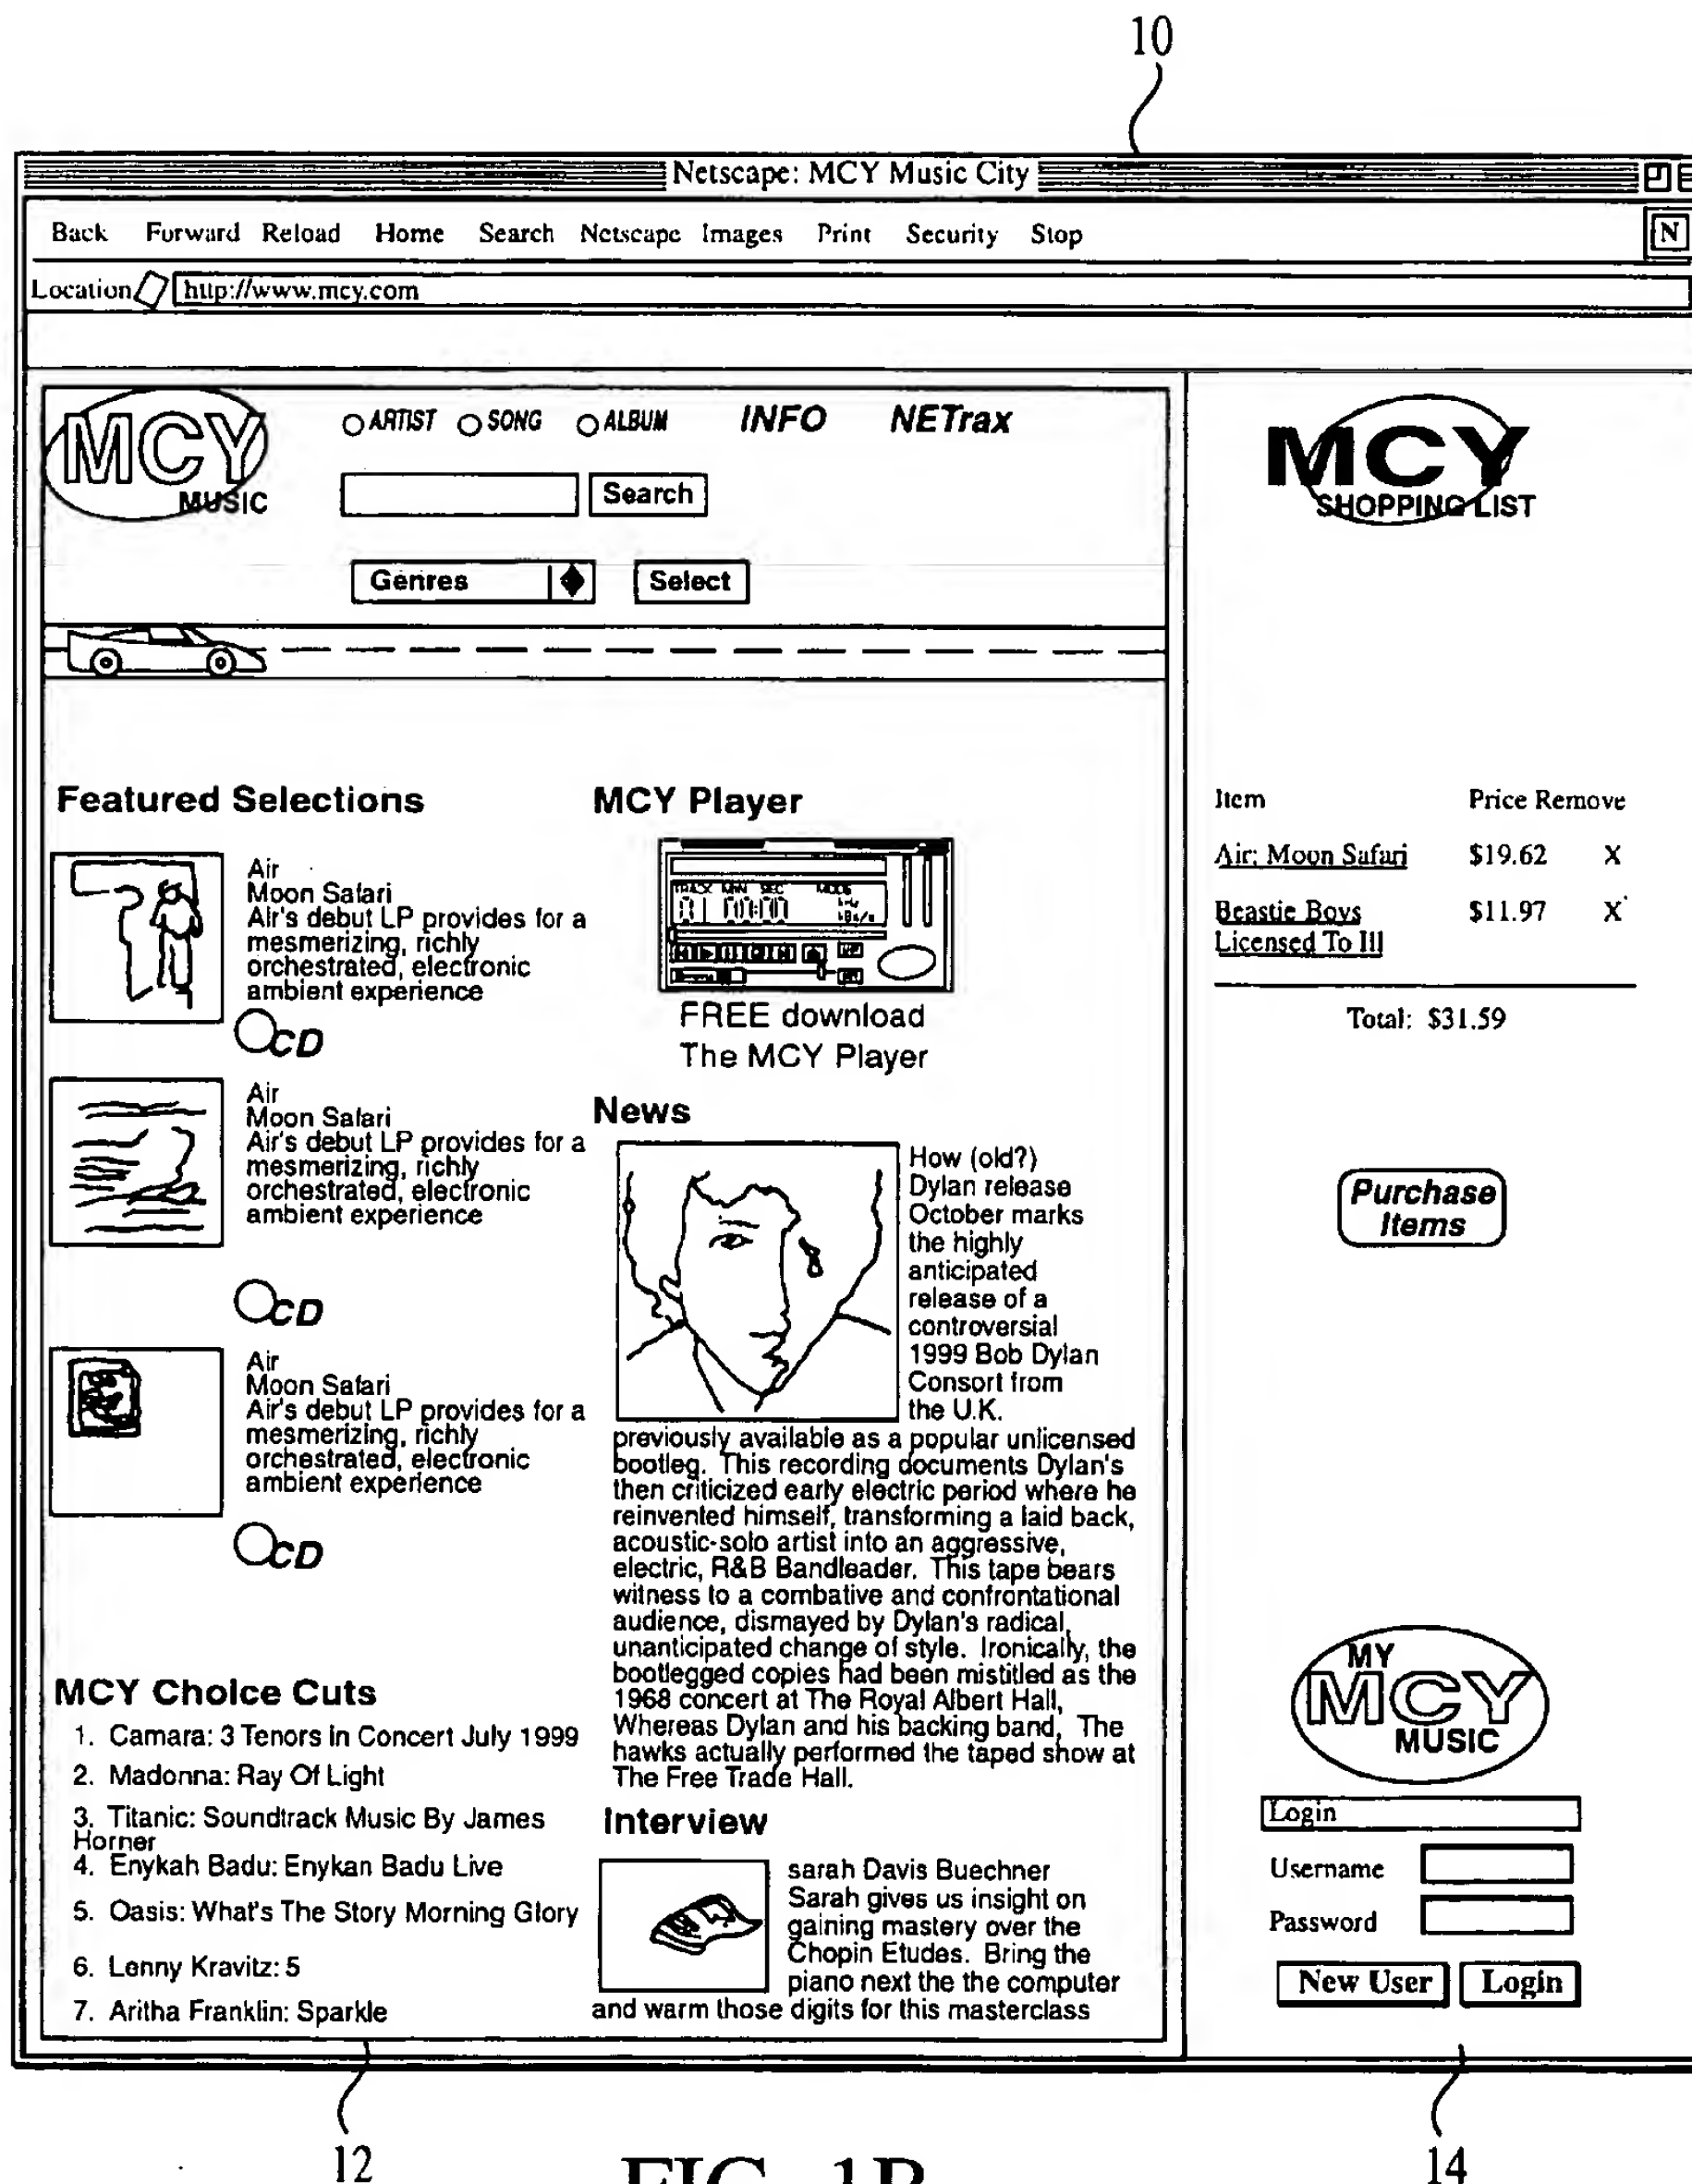 10
Netscape: MCY Music City
Back Forward Reload Home Search Netscape Images Print Security Stop
N
Location http://www.mcy.com
MCY
MUSIC
ARTIST SONG ALBUM INFO NETrax
Search
Genres Select
MCY
SHOPPING LIST
Featured Selections
Air
Moon Safari
Air's debut LP provides for a
mesmerizing, richly
orchestrated, electronic
ambient experience
CD
Air
Moon Safari
Air's debut LP provides for a
mesmerizing, richly
orchestrated, electronic
ambient experience
CD
Air
Moon Safari
Air's debut LP provides for a
mesmerizing, richly
orchestrated, electronic
ambient experience
CD
MCY Choice Cuts
1. Camara: 3 Tenors in Concert July 1999
2. Madonna: Ray Of Light
3. Titanic: Soundtrack Music By James
Horner
4. Enykah Badu: Enykan Badu Live
5. Oasis: What's The Story Morning Glory
6. Lenny Kravitz: 5
7. Aritha Franklin: Sparkle
MCY Player
TRACK MIN SEC MODE
01 00:00
FREE download
The MCY Player
News
How (old?)
Dylan release
October marks
the highly
anticipated
release of a
controversial
1999 Bob Dylan
Consort from
the U.K.
previously available as a popular unlicensed
bootleg. This recording documents Dylan's
then criticized early electric period where he
reinvented himself, transforming a laid back,
acoustic-solo artist into an aggressive,
electric, R&B Bandleader. This tape bears
witness to a combative and confrontational
audience, dismayed by Dylan's radical,
unanticipated change of style. Ironically, the
bootlegged copies had been mistitled as the
1968 concert at The Royal Albert Hall,
Whereas Dylan and his backing band, The
hawks actually performed the taped show at
The Free Trade Hall.
Interview
sarah Davis Buechner
Sarah gives us insight on
gaining mastery over the
Chopin Etudes. Bring the
piano next the the computer
and warm those digits for this masterclass
Item Price Remove
Air; Moon Safari $19.62 X
Beastie Boys $11.97 X
Licensed To Ill
Total: $31.59
Purchase
Items
MY
MCY
MUSIC
Login
Username
Password
New User Login
12
14
FIG. 1B